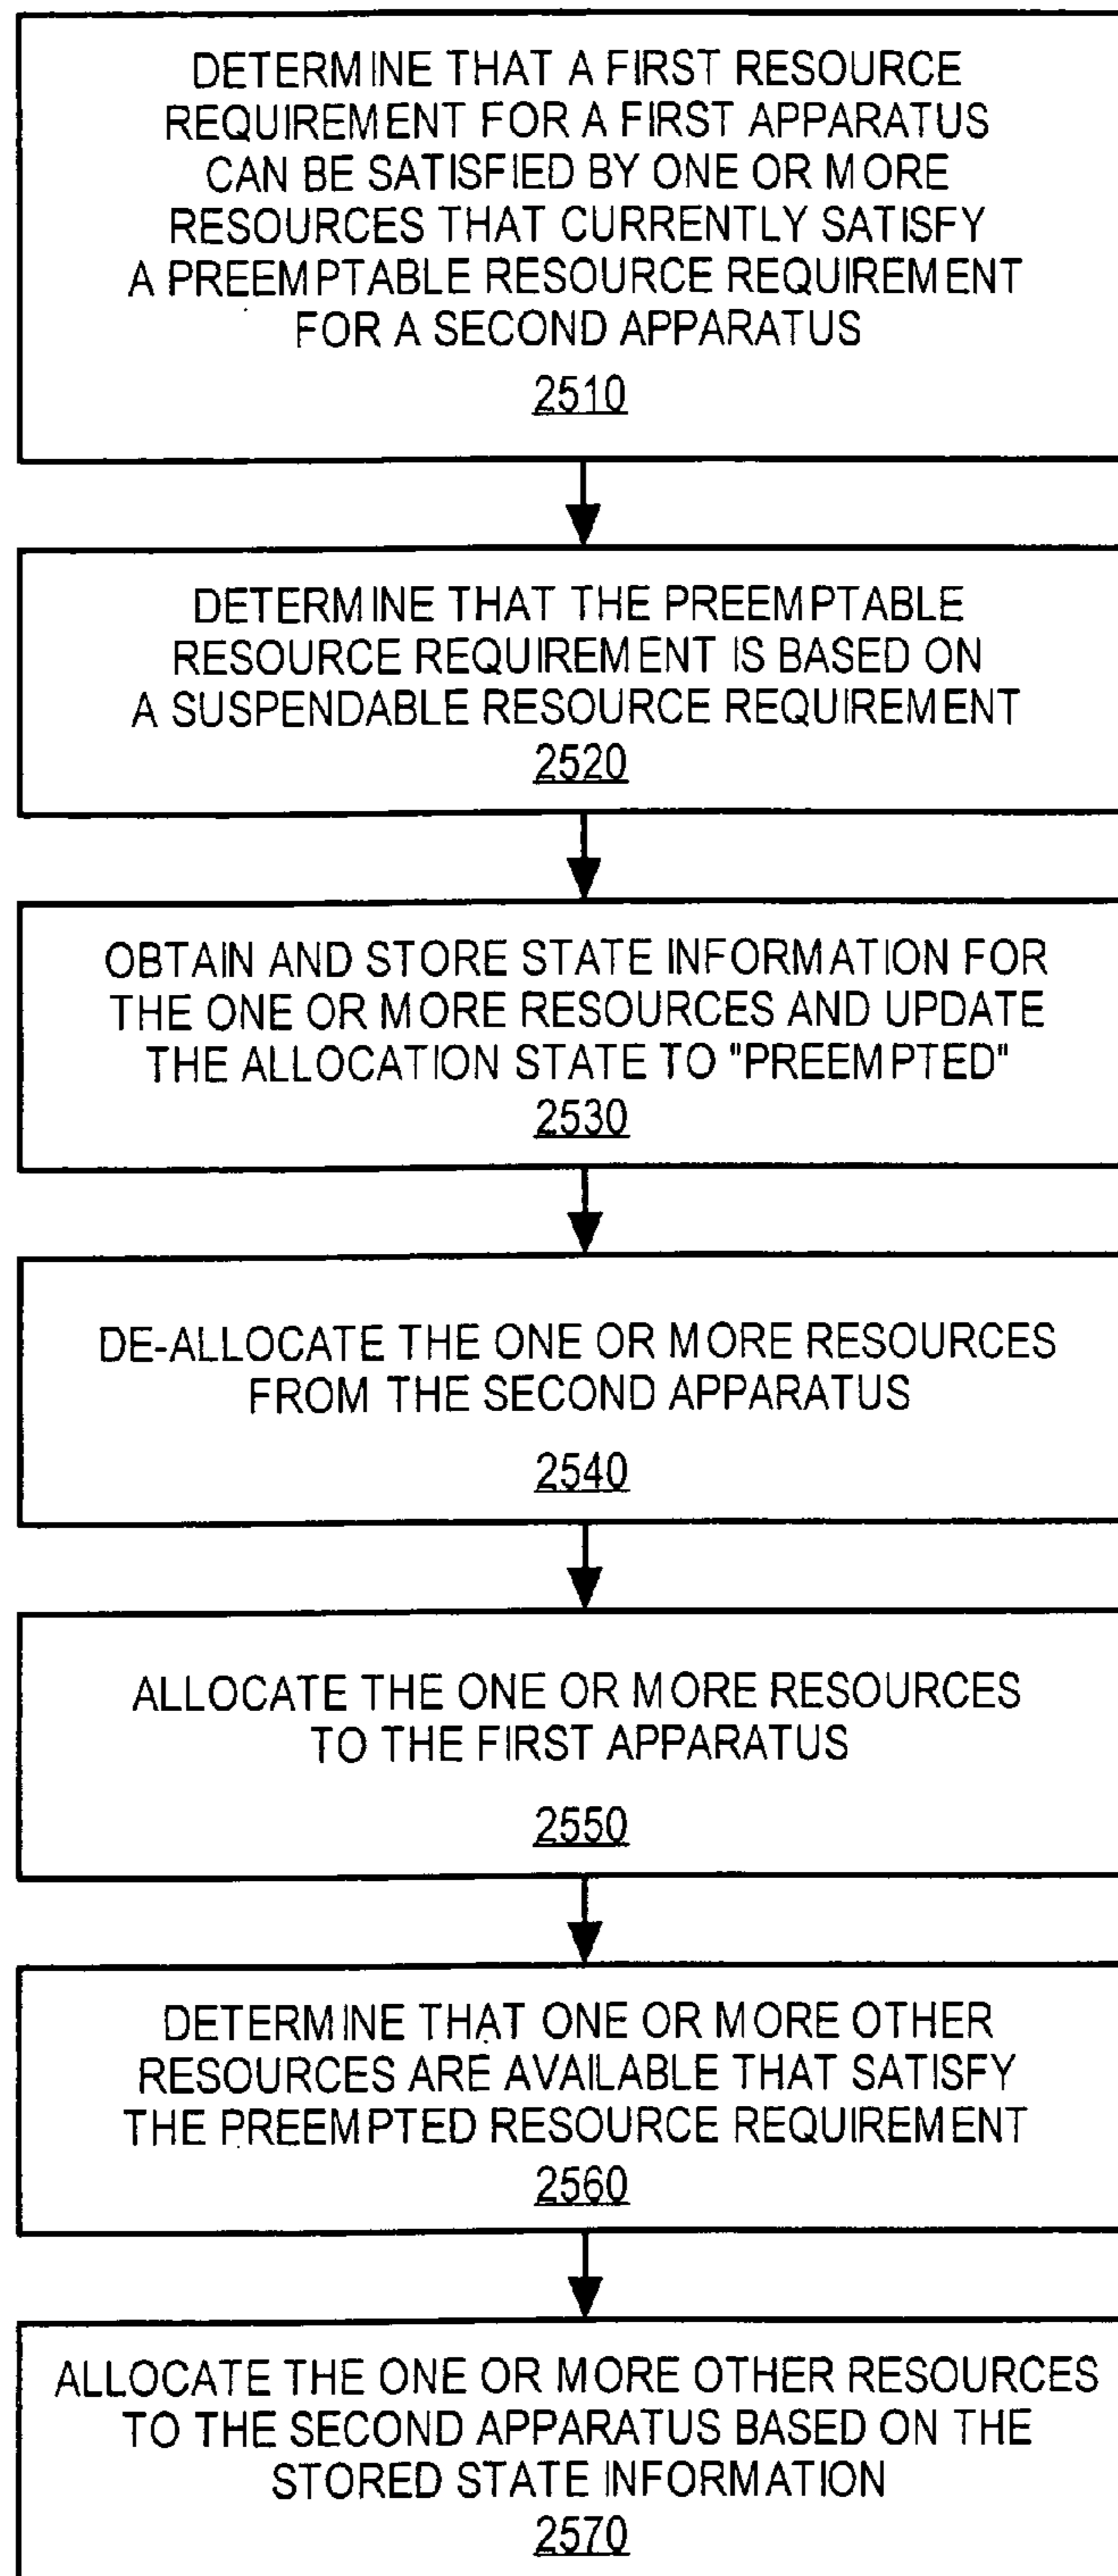 DETERMINE THAT A FIRST RESOURCE
REQUIREMENT FOR A FIRST APPARATUS
CAN BE SATISFIED BY ONE OR MORE
RESOURCES THAT CURRENTLY SATISFY
A PREEMPTABLE RESOURCE REQUIREMENT
FOR A SECOND APPARATUS
2510
DETERMINE THAT THE PREEMPTABLE
RESOURCE REQUIREMENT IS BASED ON
A SUSPENDABLE RESOURCE REQUIREMENT
2520
OBTAIN AND STORE STATE INFORMATION FOR
THE ONE OR MORE RESOURCES AND UPDATE
THE ALLOCATION STATE TO "PREEMPTED"
2530
DE-ALLOCATE THE ONE OR MORE RESOURCES
FROM THE SECOND APPARATUS
2540
ALLOCATE THE ONE OR MORE RESOURCES
TO THE FIRST APPARATUS
2550
DETERMINE THAT ONE OR MORE OTHER
RESOURCES ARE AVAILABLE THAT SATISFY
THE PREEMPTED RESOURCE REQUIREMENT
2560
ALLOCATE THE ONE OR MORE OTHER RESOURCES
TO THE SECOND APPARATUS BASED ON THE
STORED STATE INFORMATION
2570